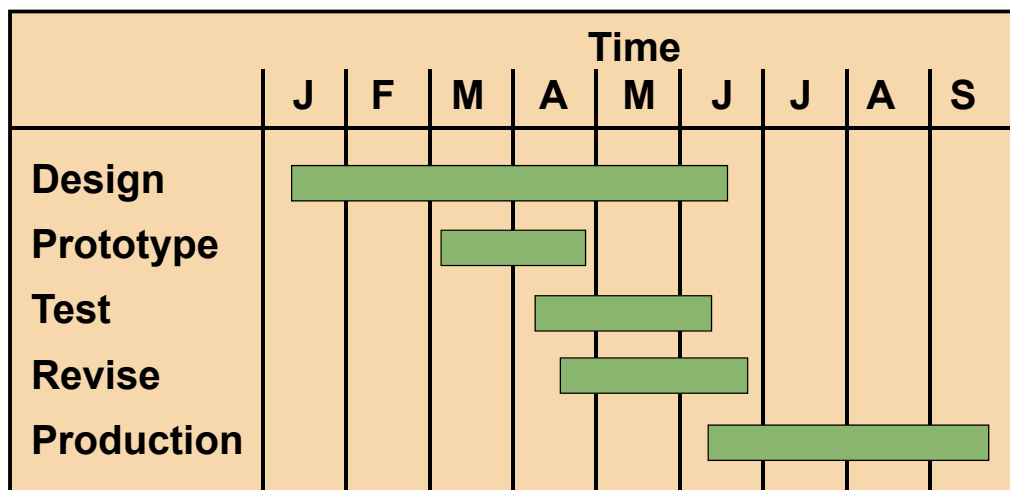 Time
J F M A M J J A S
Design
Prototype
Test
Revise
Production